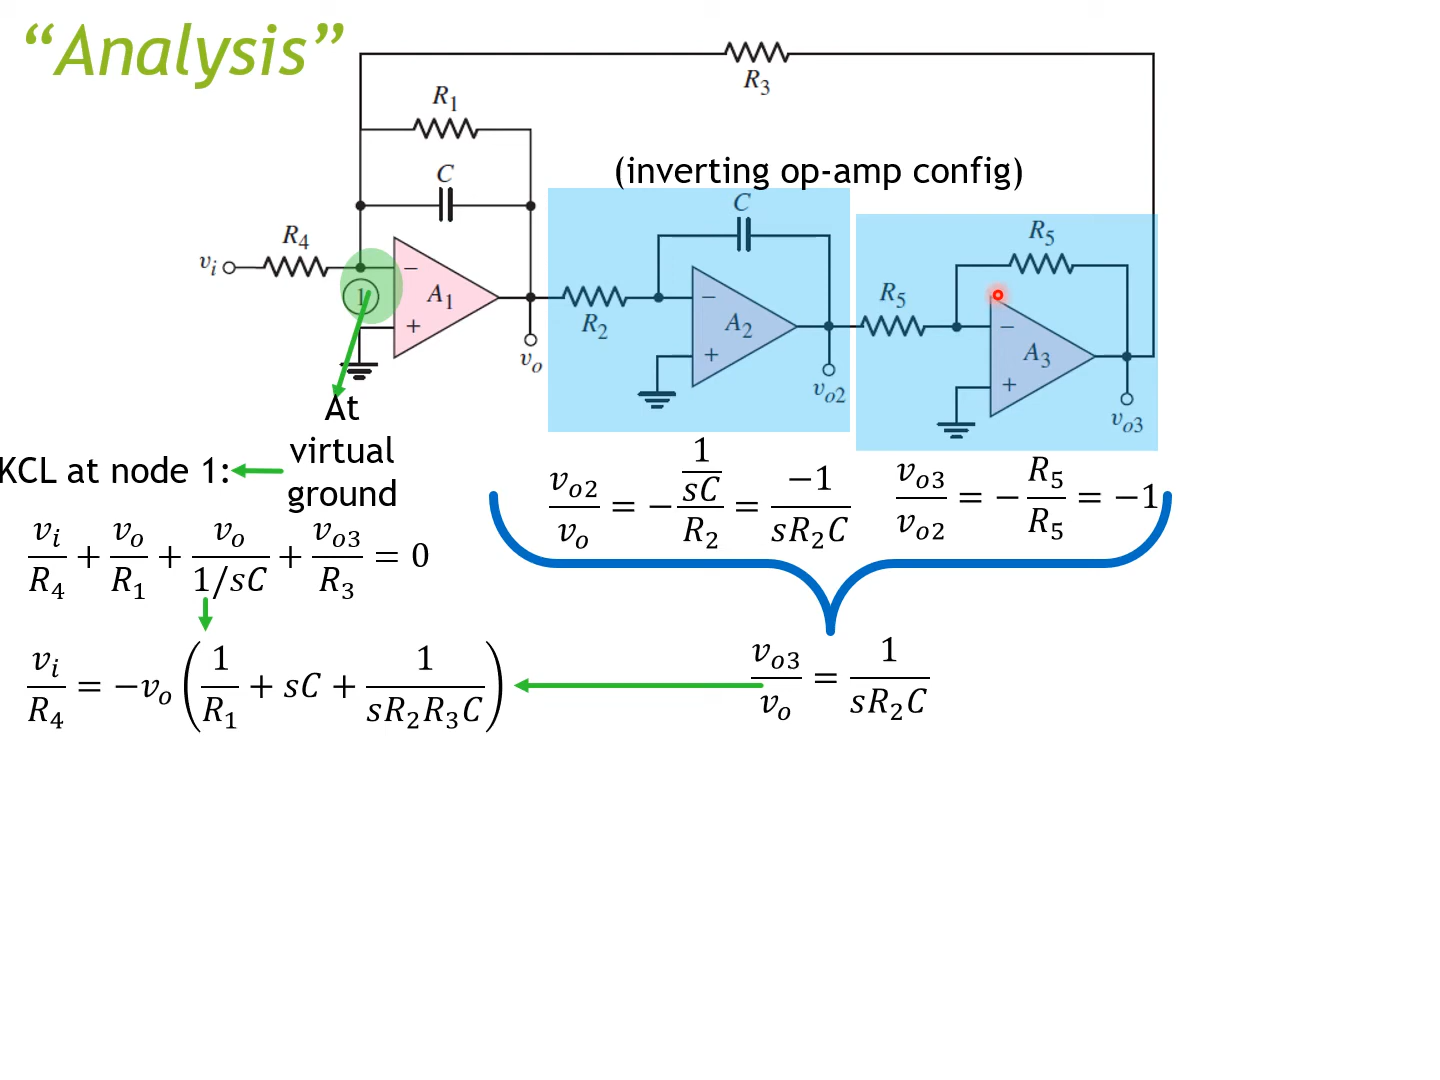 “Analysis”
R3
R1
(inverting op-amp config)
C
C
R4
R5
vi
−
1
A1
+
R2
−
A2
+
R5
−
A3
+
vo
vo2
vo3
At
virtual
ground
KCL at node 1:
vi/R4 + vo/R1 + vo/(1/sC) + vo3/R3 = 0
vo2/vo = −(1/sC)/R2 = −1/(sR2C)
vo3/vo2 = −R5/R5 = −1
vi/R4 = −vo(1/R1 + sC + 1/(sR2R3C))
vo3/vo = 1/(sR2C)